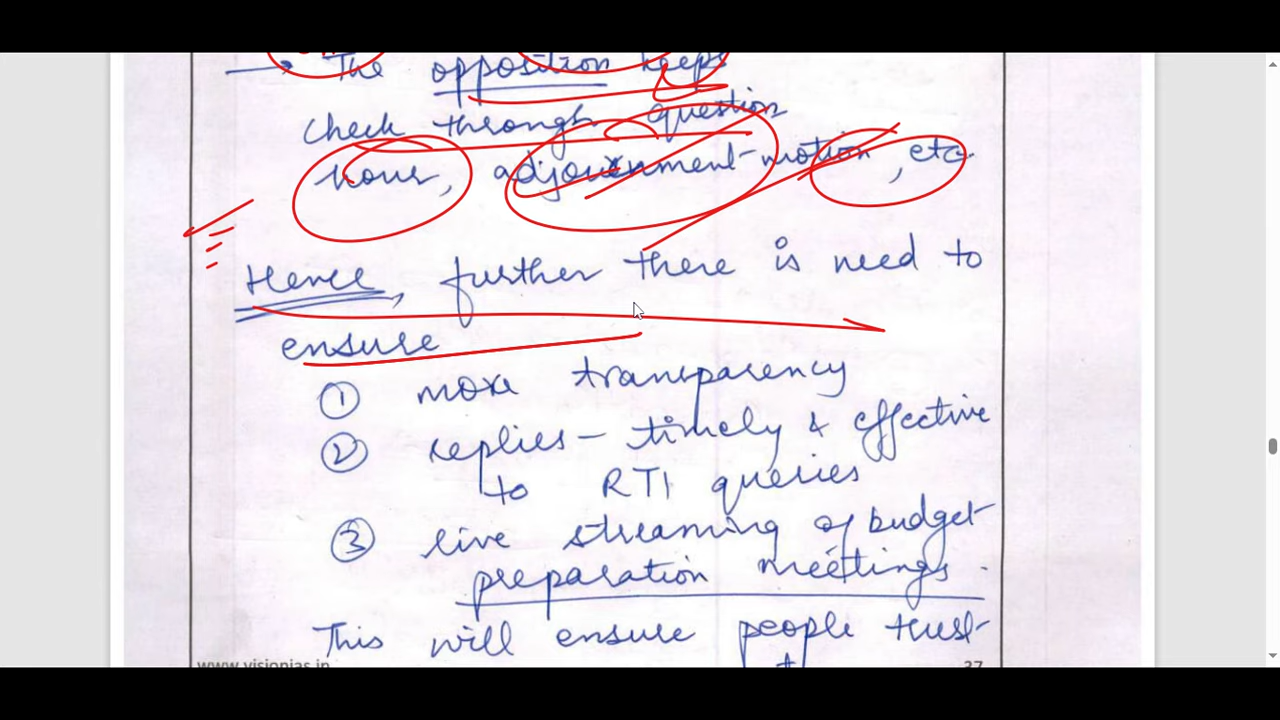 → The opposition keeps
check through question
hour, adjournment motion, etc.
Hence, further there is need to
ensure
① more transparency
② replies - timely & effective
to RTI queries
③ live streaming of budget
preparation meetings.
This will ensure people trust
www.visionias.in 37